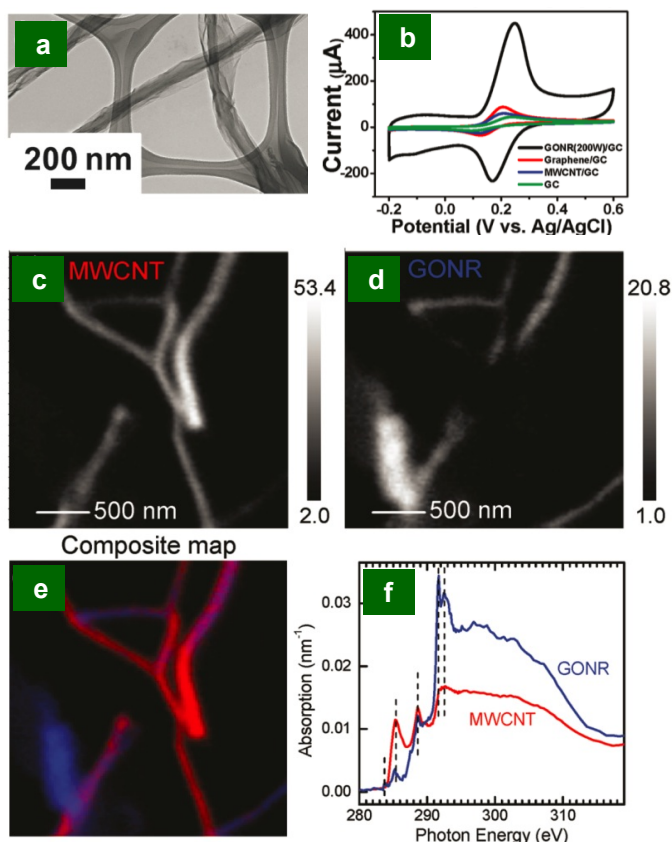 a
200 nm
b
Current (µA)
400
200
0
-200
GONR(200W)/GC
Graphene/GC
MWCNT/GC
GC
-0.2 0.0 0.2 0.4 0.6
Potential (V vs. Ag/AgCl)
c
MWCNT
53.4
2.0
500 nm
d
GONR
20.8
1.0
500 nm
Composite map
e
f
Absorption (nm⁻¹)
0.03
0.02
0.01
0.00
GONR
MWCNT
280 290 300 310
Photon Energy (eV)